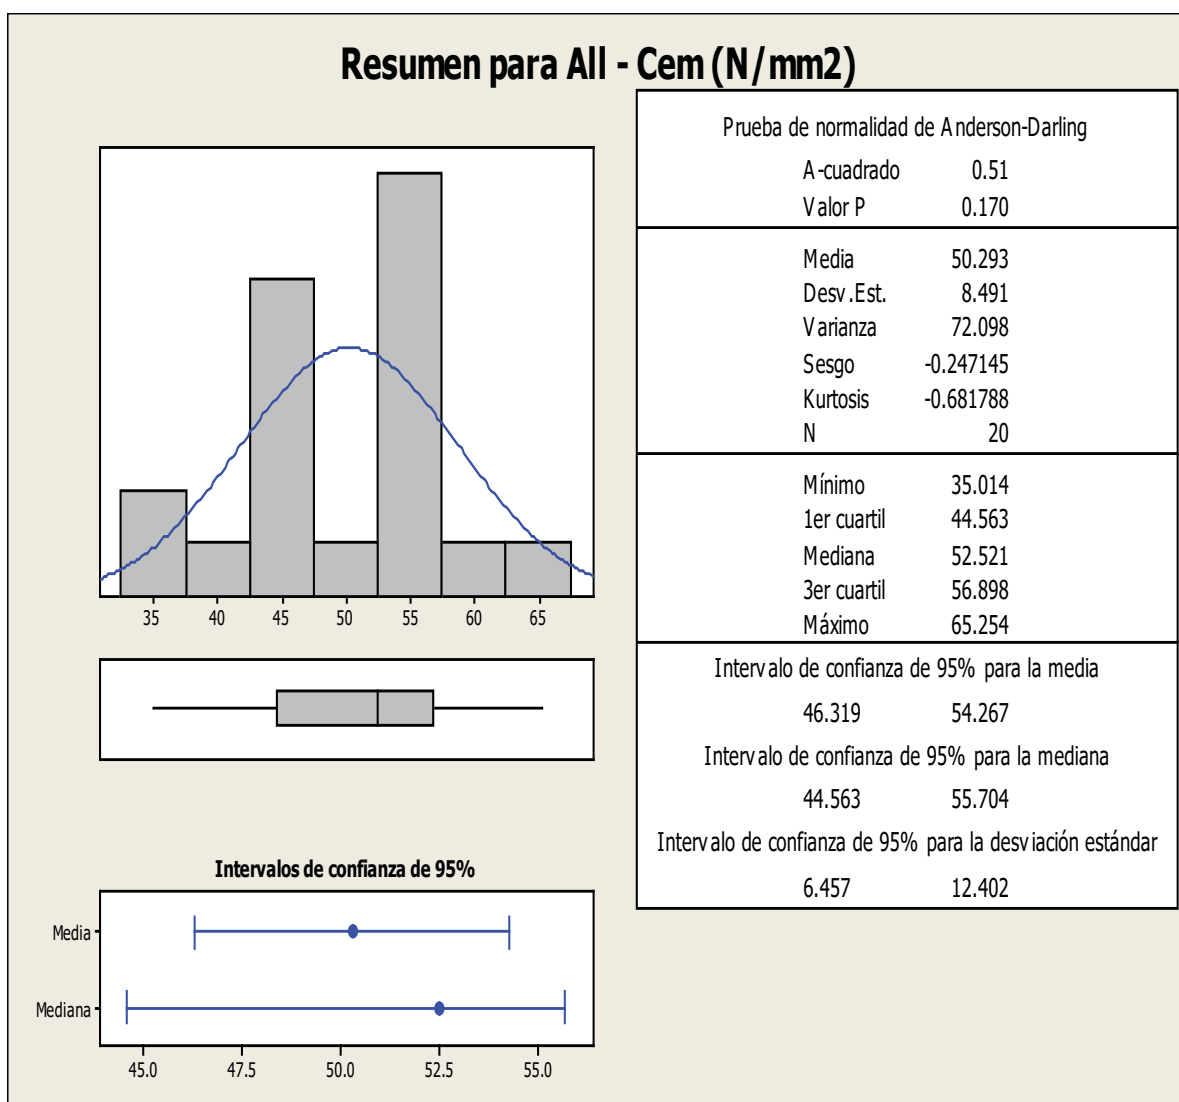 Resumen para All - Cem (N/mm2)
35 40 45 50 55 60 65
Intervalos de confianza de 95%
Media
Mediana
45.0 47.5 50.0 52.5 55.0
Prueba de normalidad de Anderson-Darling
A-cuadrado 0.51
Valor P 0.170
Media 50.293
Desv.Est. 8.491
Varianza 72.098
Sesgo -0.247145
Kurtosis -0.681788
N 20
Mínimo 35.014
1er cuartil 44.563
Mediana 52.521
3er cuartil 56.898
Máximo 65.254
Intervalo de confianza de 95% para la media
46.319 54.267
Intervalo de confianza de 95% para la mediana
44.563 55.704
Intervalo de confianza de 95% para la desviación estándar
6.457 12.402